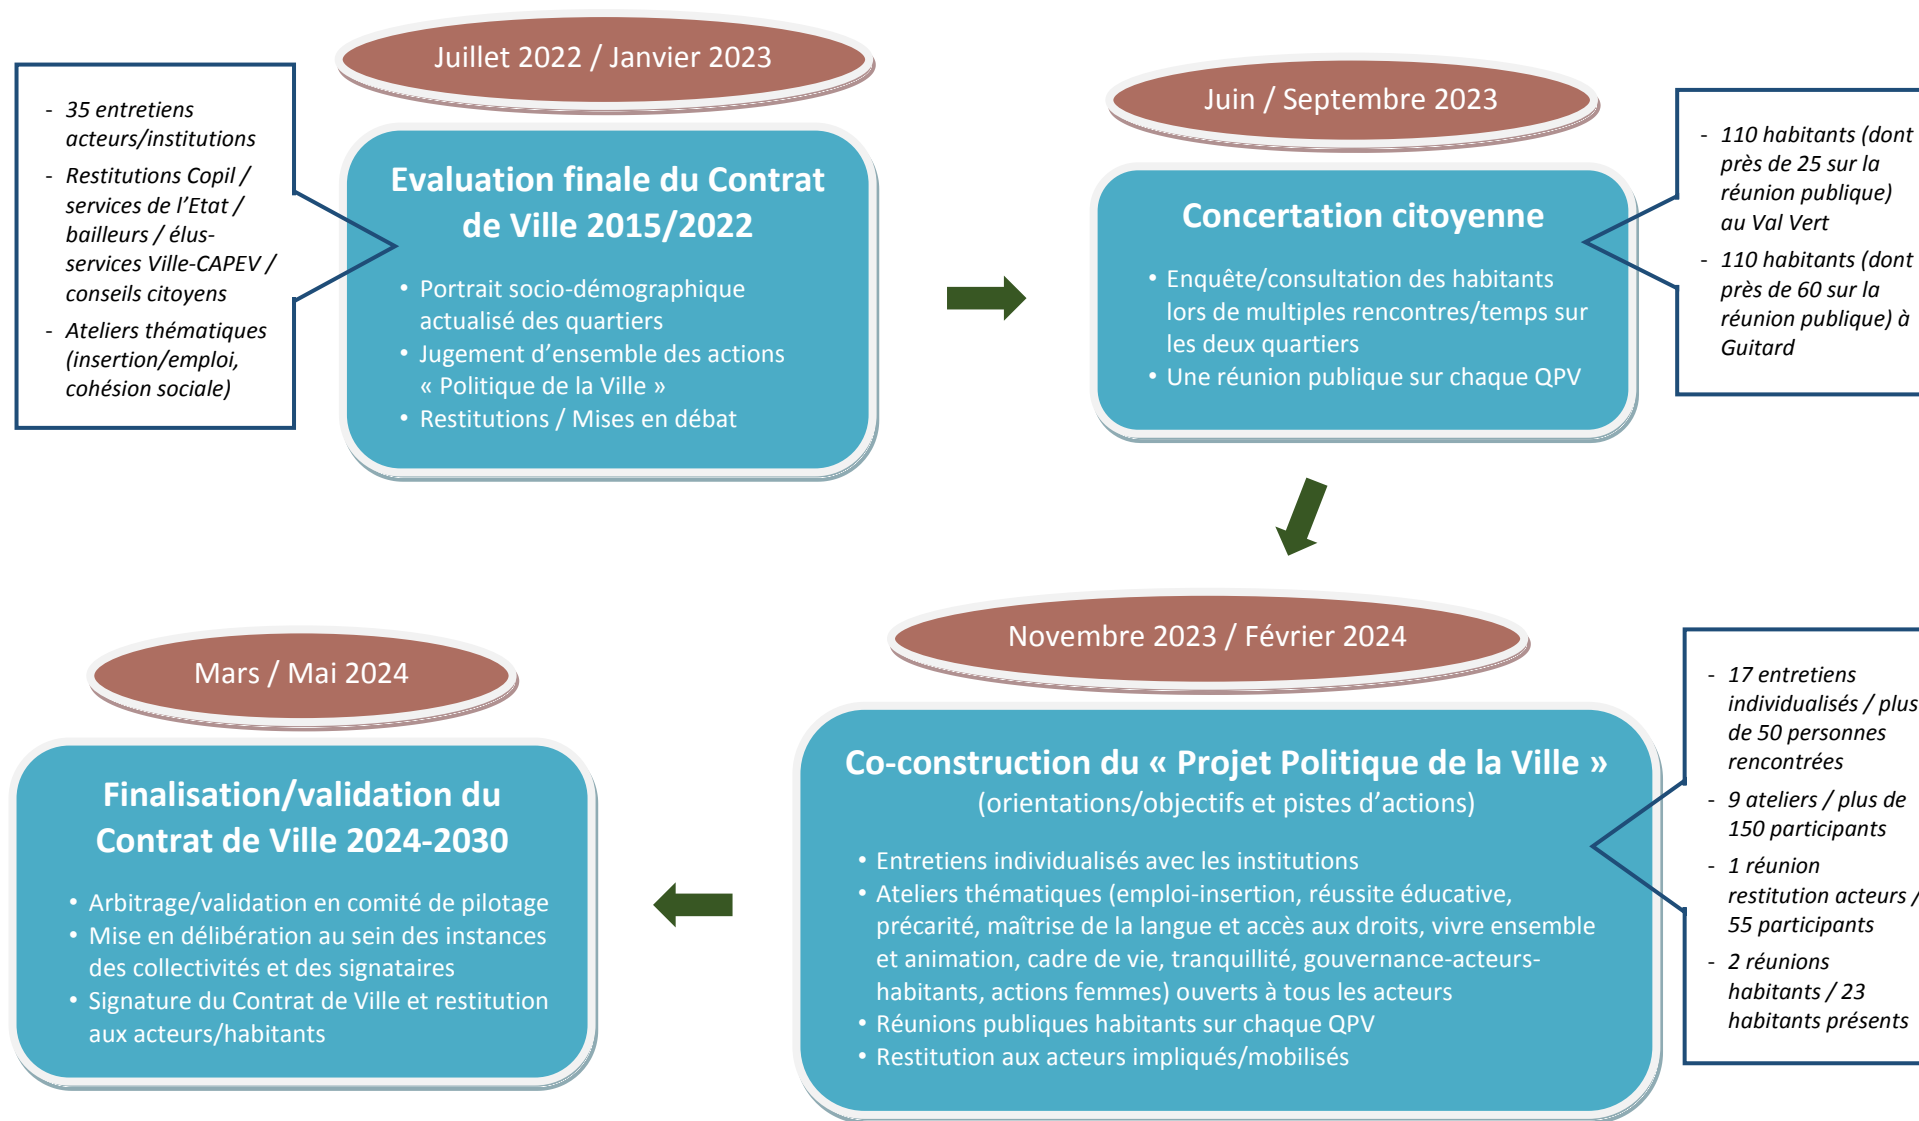 Juillet 2022 / Janvier 2023
- 35 entretiens
acteurs/institutions
- Restitutions Copil /
services de l'Etat /
bailleurs / élus-
services Ville-CAPEV /
conseils citoyens
- Ateliers thématiques
(insertion/emploi,
cohésion sociale)
Evaluation finale du Contrat
de Ville 2015/2022
• Portrait socio-démographique
actualisé des quartiers
• Jugement d'ensemble des actions
« Politique de la Ville »
• Restitutions / Mises en débat
Juin / Septembre 2023
Concertation citoyenne
• Enquête/consultation des habitants
lors de multiples rencontres/temps sur
les deux quartiers
• Une réunion publique sur chaque QPV
- 110 habitants (dont
près de 25 sur la
réunion publique)
au Val Vert
- 110 habitants (dont
près de 60 sur la
réunion publique) à
Guitard
Novembre 2023 / Février 2024
Co-construction du « Projet Politique de la Ville »
(orientations/objectifs et pistes d'actions)
• Entretiens individualisés avec les institutions
• Ateliers thématiques (emploi-insertion, réussite éducative,
précarité, maîtrise de la langue et accès aux droits, vivre ensemble
et animation, cadre de vie, tranquillité, gouvernance-acteurs-
habitants, actions femmes) ouverts à tous les acteurs
• Réunions publiques habitants sur chaque QPV
• Restitution aux acteurs impliqués/mobilisés
- 17 entretiens
individualisés / plus
de 50 personnes
rencontrées
- 9 ateliers / plus de
150 participants
- 1 réunion
restitution acteurs /
55 participants
- 2 réunions
habitants / 23
habitants présents
Mars / Mai 2024
Finalisation/validation du
Contrat de Ville 2024-2030
• Arbitrage/validation en comité de pilotage
• Mise en délibération au sein des instances
des collectivités et des signataires
• Signature du Contrat de Ville et restitution
aux acteurs/habitants